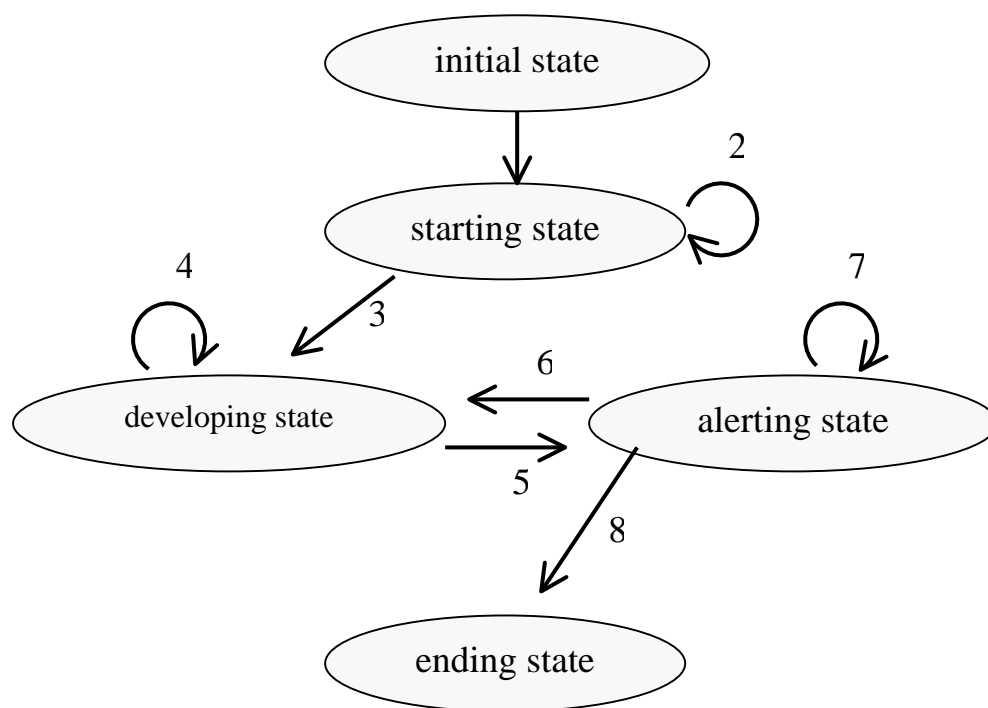 initial state
2
starting state
4
7
3
6
developing state
alerting state
5
8
ending state